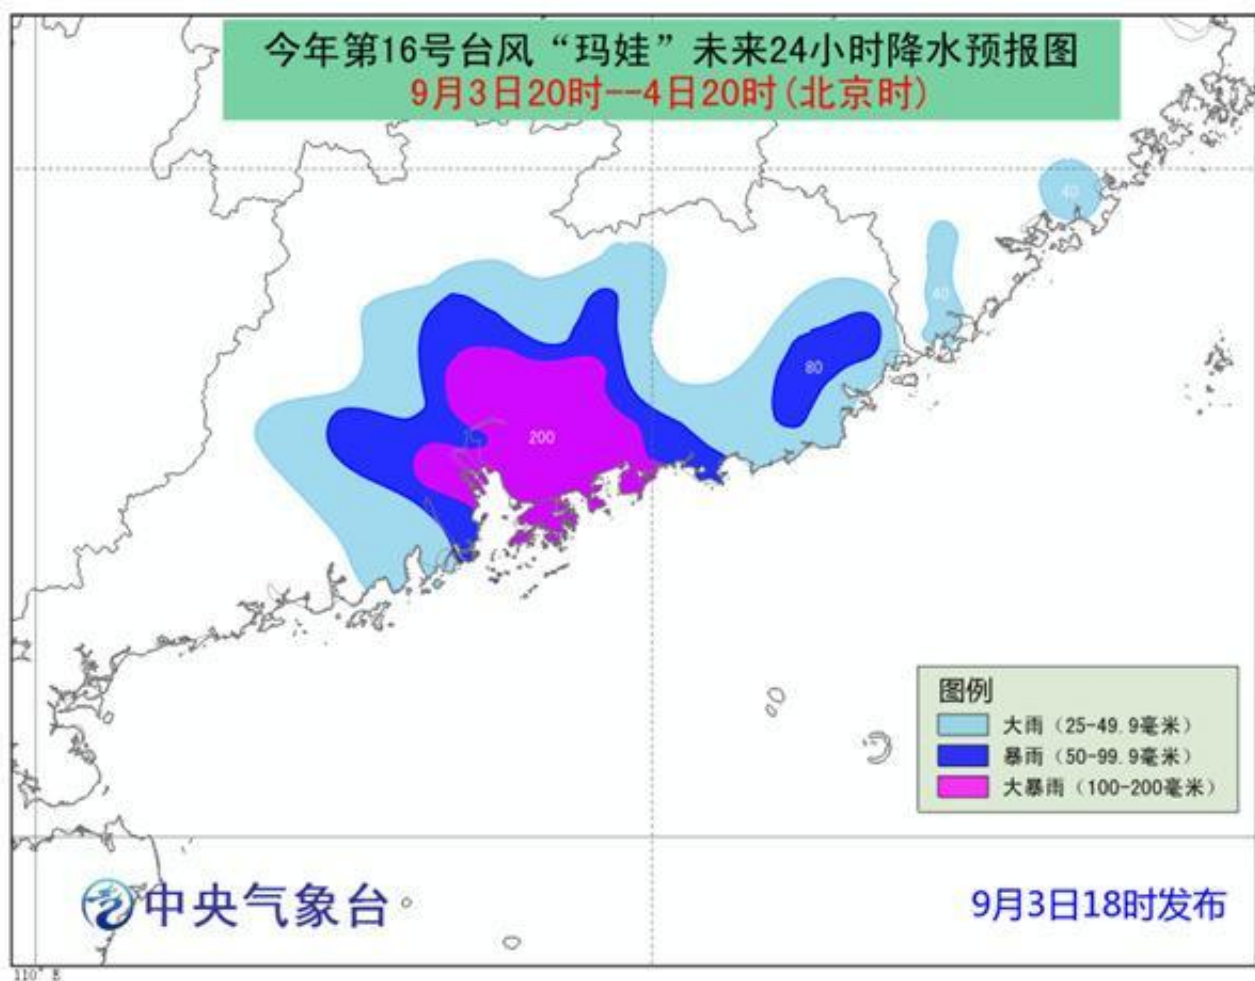 今年第16号台风“玛娃”未来24小时降水预报图
9月3日20时--4日20时(北京时)
40
40
80
200
图例
大雨（25-49.9毫米）
暴雨（50-99.9毫米）
大暴雨（100-200毫米）
中央气象台
9月3日18时发布
110° E